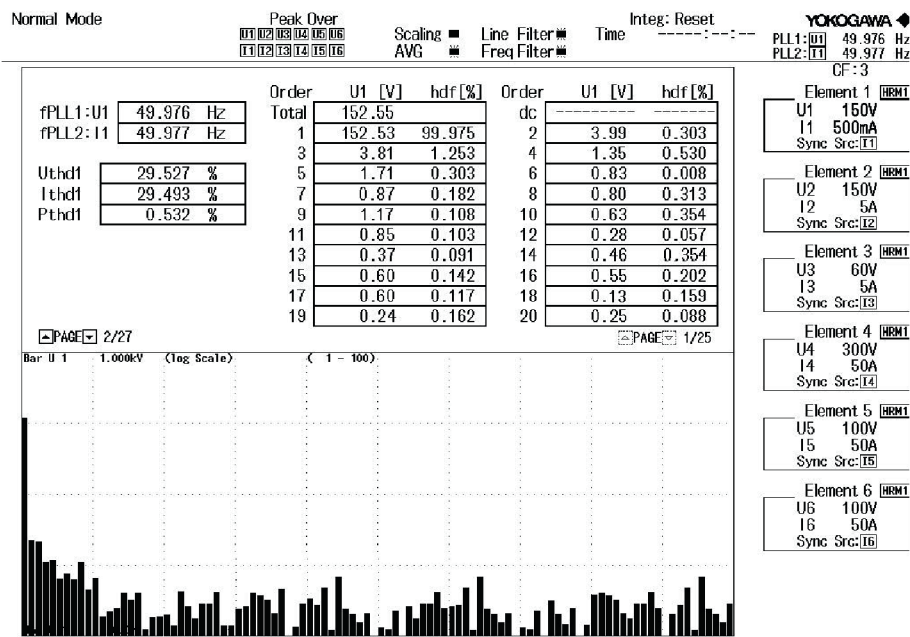 Normal Mode
Peak Over
U1 U2 U3 U4 U5 U6
I1 I2 I3 I4 I5 I6
Scaling
AVG
Line Filter
Freq Filter
Integ: Reset
Time -----:--:--
YOKOGAWA
PLL1:U1 49.976 Hz
PLL2:I1 49.977 Hz
CF:3
fPLL1:U1 49.976 Hz
fPLL2:I1 49.977 Hz
Uthd1 29.527 %
Ithd1 29.493 %
Pthd1 0.532 %
Order U1 [V] hdf[%] Order U1 [V] hdf[%]
Total 152.55 dc -------- --------
1 152.53 99.975 2 3.99 0.303
3 3.81 1.253 4 1.35 0.530
5 1.71 0.303 6 0.83 0.008
7 0.87 0.182 8 0.80 0.313
9 1.17 0.108 10 0.63 0.354
11 0.85 0.103 12 0.28 0.057
13 0.37 0.091 14 0.46 0.354
15 0.60 0.142 16 0.55 0.202
17 0.60 0.117 18 0.13 0.159
19 0.24 0.162 20 0.25 0.088
PAGE 2/27
PAGE 1/25
Bar U 1 1.000kV (log Scale) ( 1 - 100)
Element 1 HRM1
U1 150V
I1 500mA
Sync Src:I1
Element 2 HRM1
U2 150V
I2 5A
Sync Src:I2
Element 3 HRM1
U3 60V
I3 5A
Sync Src:I3
Element 4 HRM1
U4 300V
I4 50A
Sync Src:I4
Element 5 HRM1
U5 100V
I5 50A
Sync Src:I5
Element 6 HRM1
U6 100V
I6 50A
Sync Src:I6